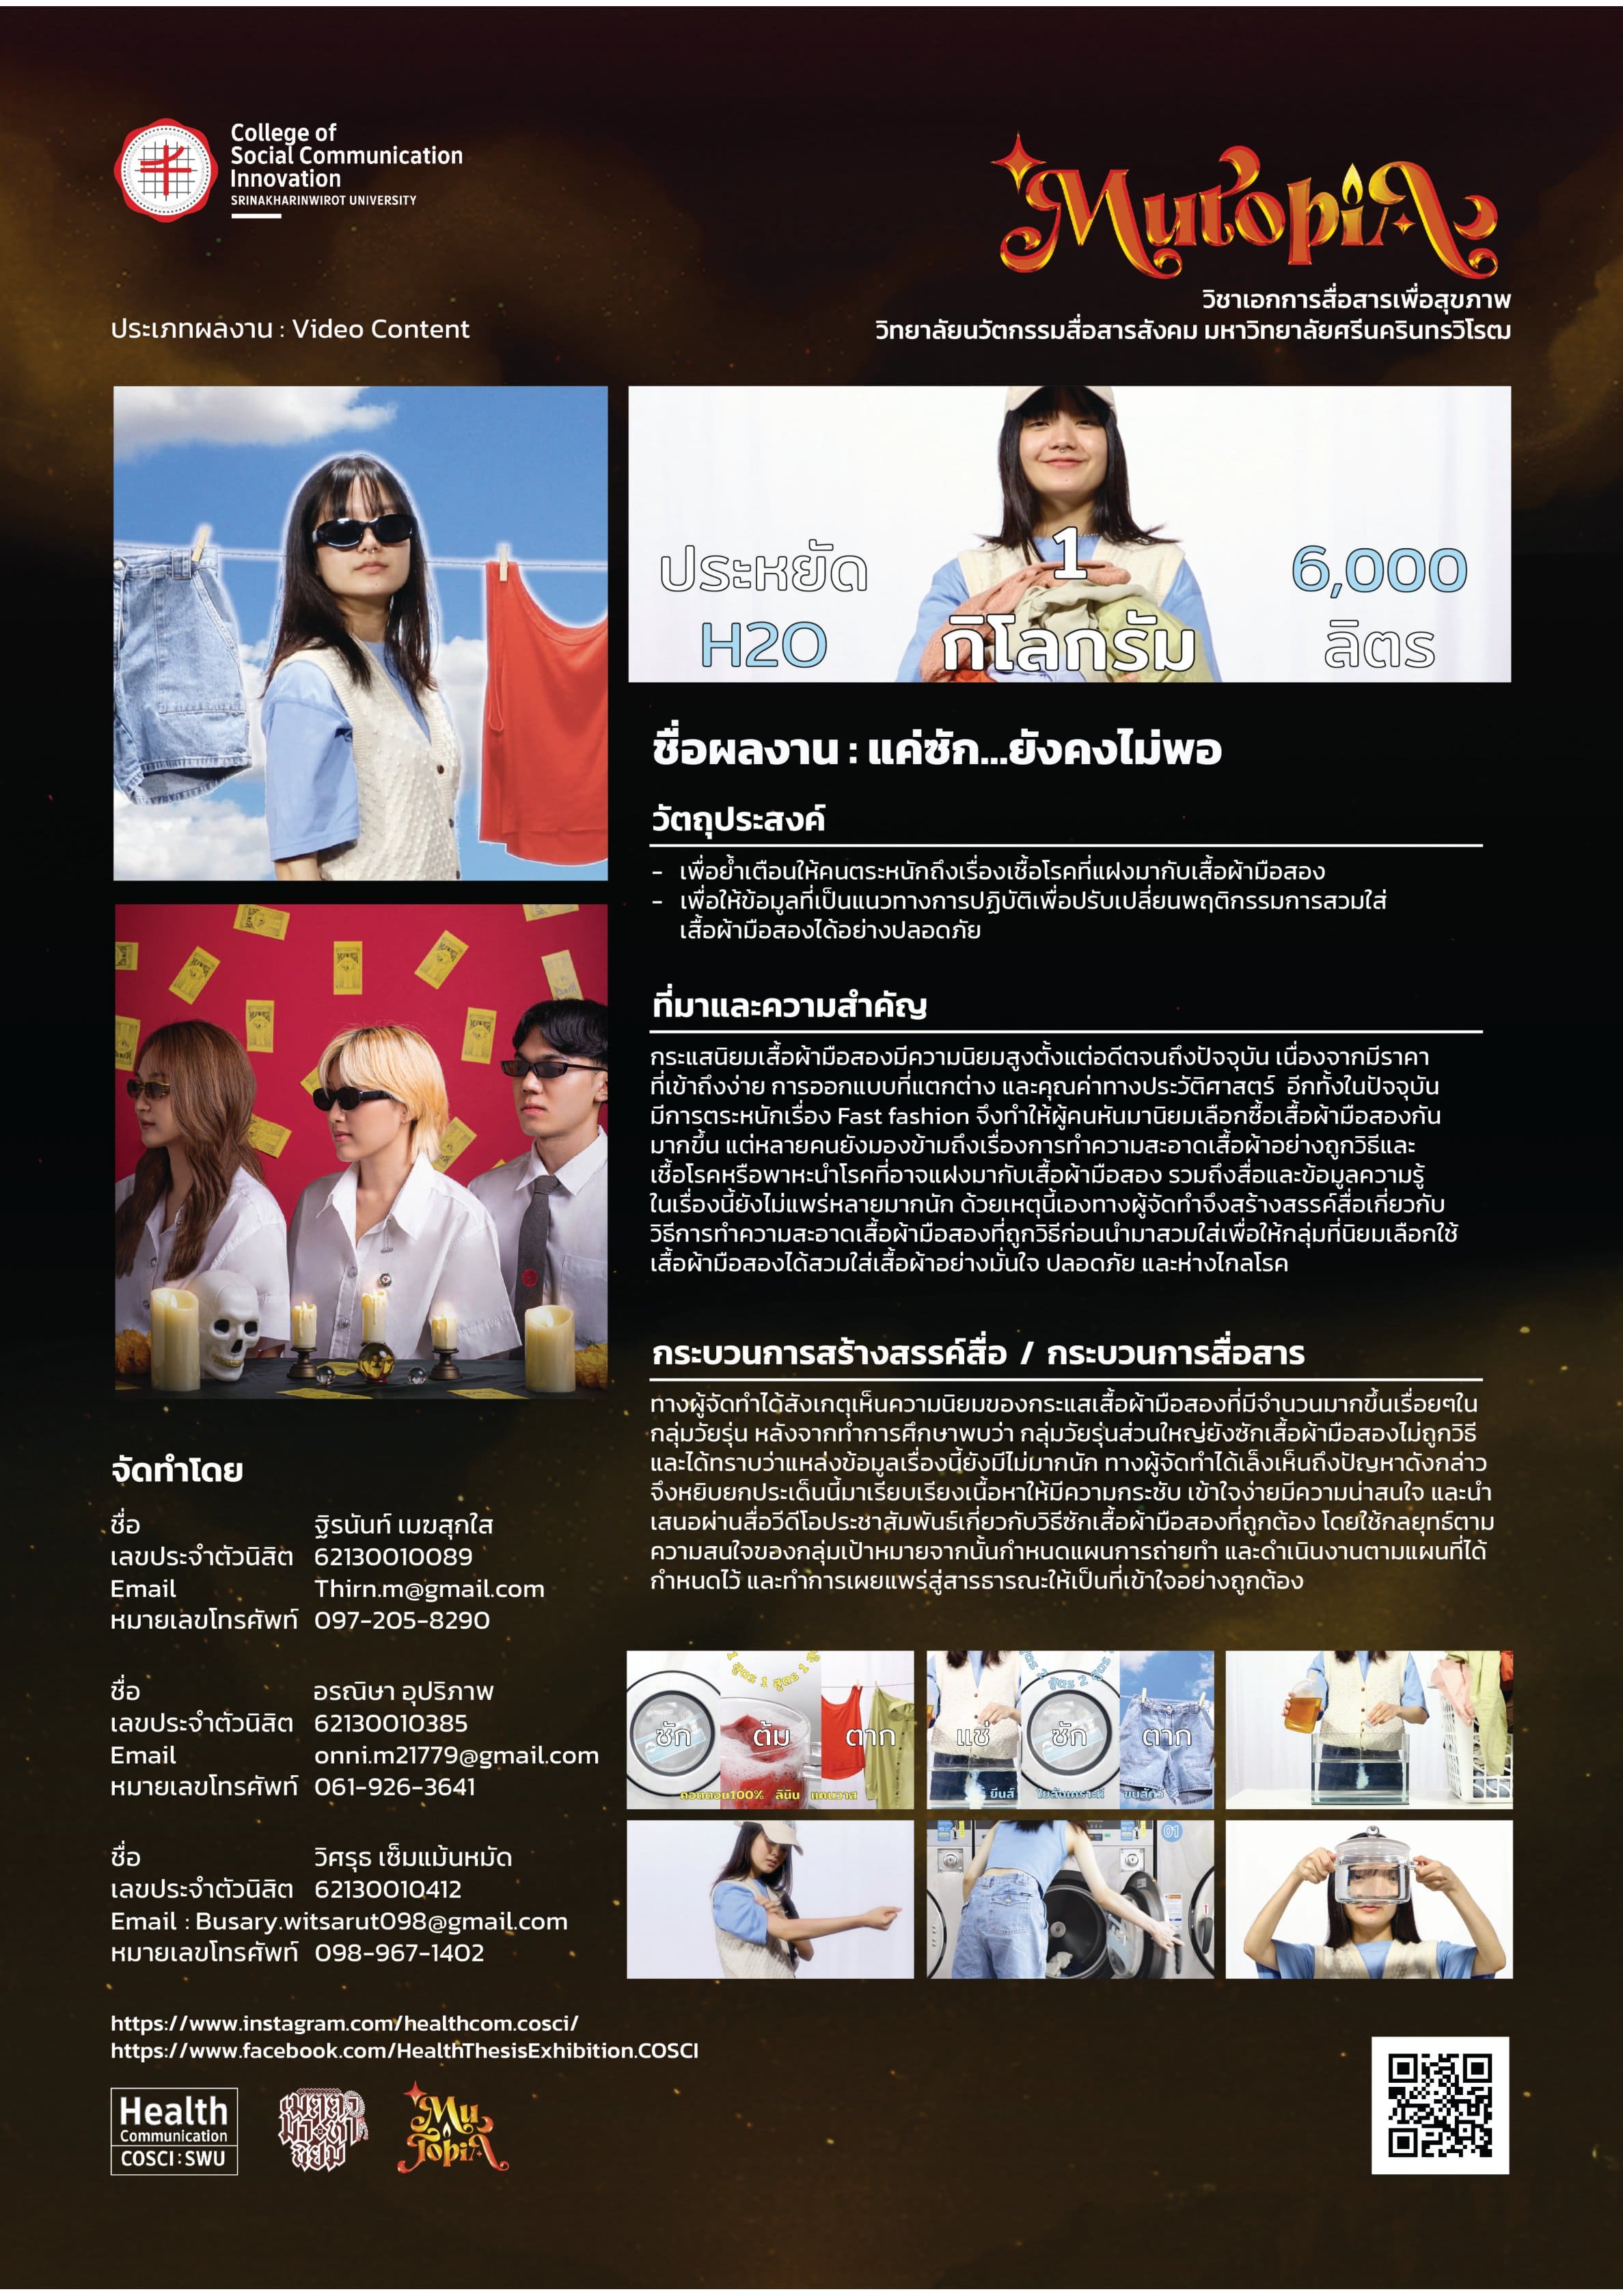 College of
Social Communication
Innovation
SRINAKHARINWIROT UNIVERSITY
MutopiA
วิชาเอกการสื่อสารเพื่อสุขภาพ
วิทยาลัยนวัตกรรมสื่อสารสังคม มหาวิทยาลัยศรีนครินทรวิโรฒ
ประเภทผลงาน : Video Content
ประหยัด
H2O
1
กิโลกรัม
6,000
ลิตร
ชื่อผลงาน : แค่ซัก...ยังคงไม่พอ
วัตถุประสงค์
- เพื่อย้ำเตือนให้คนตระหนักถึงเรื่องเชื้อโรคที่แฝงมากับเสื้อผ้ามือสอง
- เพื่อให้ข้อมูลที่เป็นแนวทางการปฏิบัติเพื่อปรับเปลี่ยนพฤติกรรมการสวมใส่
เสื้อผ้ามือสองได้อย่างปลอดภัย
ที่มาและความสำคัญ
กระแสนิยมเสื้อผ้ามือสองมีความนิยมสูงตั้งแต่อดีตจนถึงปัจจุบัน เนื่องจากมีราคา
ที่เข้าถึงง่าย การออกแบบที่แตกต่าง และคุณค่าทางประวัติศาสตร์ อีกทั้งในปัจจุบัน
มีการตระหนักเรื่อง Fast fashion จึงทำให้ผู้คนหันมานิยมเลือกซื้อเสื้อผ้ามือสองกัน
มากขึ้น แต่หลายคนยังมองข้ามถึงเรื่องการทำความสะอาดเสื้อผ้าอย่างถูกวิธีและ
เชื้อโรคหรือพาหะนำโรคที่อาจแฝงมากับเสื้อผ้ามือสอง รวมถึงสื่อและข้อมูลความรู้
ในเรื่องนี้ยังไม่แพร่หลายมากนัก ด้วยเหตุนี้เองทางผู้จัดทำจึงสร้างสรรค์สื่อเกี่ยวกับ
วิธีการทำความสะอาดเสื้อผ้ามือสองที่ถูกวิธีก่อนนำมาสวมใส่เพื่อให้กลุ่มที่นิยมเลือกใช้
เสื้อผ้ามือสองได้สวมใส่เสื้อผ้าอย่างมั่นใจ ปลอดภัย และห่างไกลโรค
กระบวนการสร้างสรรค์สื่อ / กระบวนการสื่อสาร
ทางผู้จัดทำได้สังเกตุเห็นความนิยมของกระแสเสื้อผ้ามือสองที่มีจำนวนมากขึ้นเรื่อยๆใน
กลุ่มวัยรุ่น หลังจากทำการศึกษาพบว่า กลุ่มวัยรุ่นส่วนใหญ่ยังซักเสื้อผ้ามือสองไม่ถูกวิธี
และได้ทราบว่าแหล่งข้อมูลเรื่องนี้ยังมีไม่มากนัก ทางผู้จัดทำได้เล็งเห็นถึงปัญหาดังกล่าว
จึงหยิบยกประเด็นนี้มาเรียบเรียงเนื้อหาให้มีความกระชับ เข้าใจง่ายมีความน่าสนใจ และนำ
เสนอผ่านสื่อวีดีโอประชาสัมพันธ์เกี่ยวกับวิธีซักเสื้อผ้ามือสองที่ถูกต้อง โดยใช้กลยุทธ์ตาม
ความสนใจของกลุ่มเป้าหมายจากนั้นกำหนดแผนการถ่ายทำ และดำเนินงานตามแผนที่ได้
กำหนดไว้ และทำการเผยแพร่สู่สารธารณะให้เป็นที่เข้าใจอย่างถูกต้อง
จัดทำโดย
ชื่อ ฐิรนันท์ เมฆสุกใส
เลขประจำตัวนิสิต 62130010089
Email Thirn.m@gmail.com
หมายเลขโทรศัพท์ 097-205-8290
ชื่อ อรณิษา อุปริภาพ
เลขประจำตัวนิสิต 62130010385
Email onni.m21779@gmail.com
หมายเลขโทรศัพท์ 061-926-3641
ชื่อ วิศรุธ เซ็มแม้นหมัด
เลขประจำตัวนิสิต 62130010412
Email : Busary.witsarut098@gmail.com
หมายเลขโทรศัพท์ 098-967-1402
สูตร 1 สูตร 1
ซัก ต้ม ตาก
คอตตอน100% ลินิน แคนวาส
สูตร 2
แช่ ซัก ตาก
ยีนส์ ใยสังเคราะห์ ขนสัตว์
01
https://www.instagram.com/healthcom.cosci/
https://www.facebook.com/HealthThesisExhibition.COSCI
Health
Communication
COSCI : SWU
เมตตา
มหา
นิยม
Mu
topiA